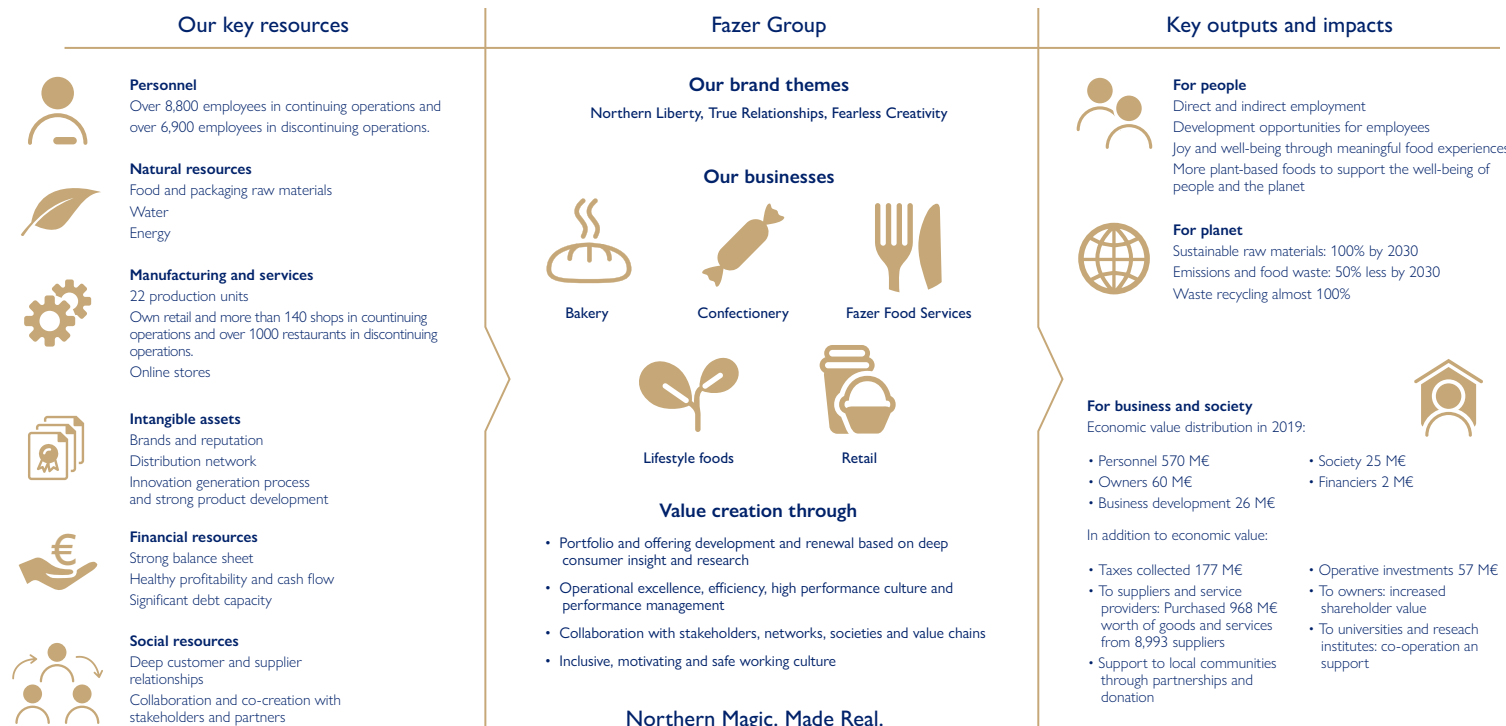 Our key resources
Personnel
Over 8,800 employees in continuing operations and
over 6,900 employees in discontinuing operations.
Natural resources
Food and packaging raw materials
Water
Energy
Manufacturing and services
22 production units
Own retail and more than 140 shops in countinuing
operations and over 1000 restaurants in discontinuing
operations.
Online stores
Intangible assets
Brands and reputation
Distribution network
Innovation generation process
and strong product development
Financial resources
Strong balance sheet
Healthy profitability and cash flow
Significant debt capacity
Social resources
Deep customer and supplier
relationships
Collaboration and co-creation with
stakeholders and partners
Fazer Group
Our brand themes
Northern Liberty, True Relationships, Fearless Creativity
Our businesses
Bakery
Confectionery
Fazer Food Services
Lifestyle foods
Retail
Value creation through
• Portfolio and offering development and renewal based on deep
consumer insight and research
• Operational excellence, efficiency, high performance culture and
performance management
• Collaboration with stakeholders, networks, societies and value chains
• Inclusive, motivating and safe working culture
Northern Magic. Made Real.
Key outputs and impacts
For people
Direct and indirect employment
Development opportunities for employees
Joy and well-being through meaningful food experiences
More plant-based foods to support the well-being of
people and the planet
For planet
Sustainable raw materials: 100% by 2030
Emissions and food waste: 50% less by 2030
Waste recycling almost 100%
For business and society
Economic value distribution in 2019:
• Personnel 570 M€
• Owners 60 M€
• Business development 26 M€
• Society 25 M€
• Financiers 2 M€
In addition to economic value:
• Taxes collected 177 M€
• To suppliers and service
providers: Purchased 968 M€
worth of goods and services
from 8,993 suppliers
• Support to local communities
through partnerships and
donation
• Operative investments 57 M€
• To owners: increased
shareholder value
• To universities and reseach
institutes: co-operation an
support
€